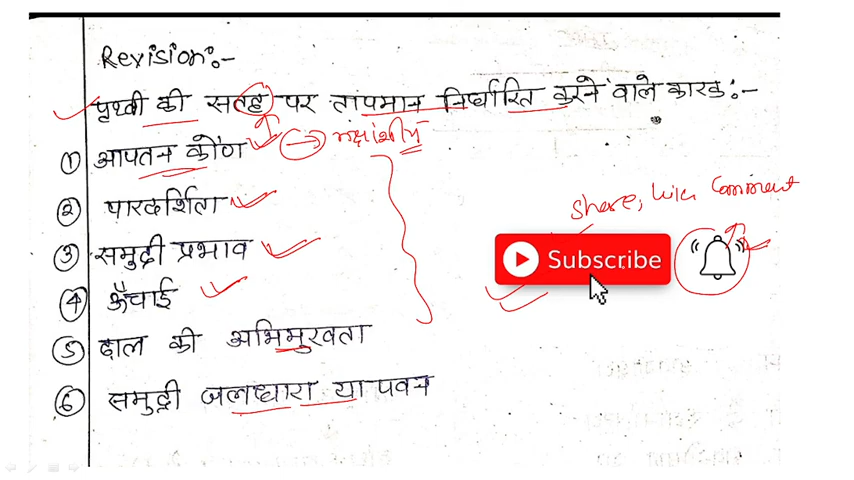 Revision:-
पृथ्वी की सतह पर तापमान निर्धारित करने वाले कारक:-
① आपतन कोण → अक्षांशीय
② पारदर्शिता
share, like Comment
③ समुद्री प्रभाव
Subscribe
④ ऊँचाई
⑤ ढाल की अभिमुखता
⑥ समुद्री जलधारा या पवन